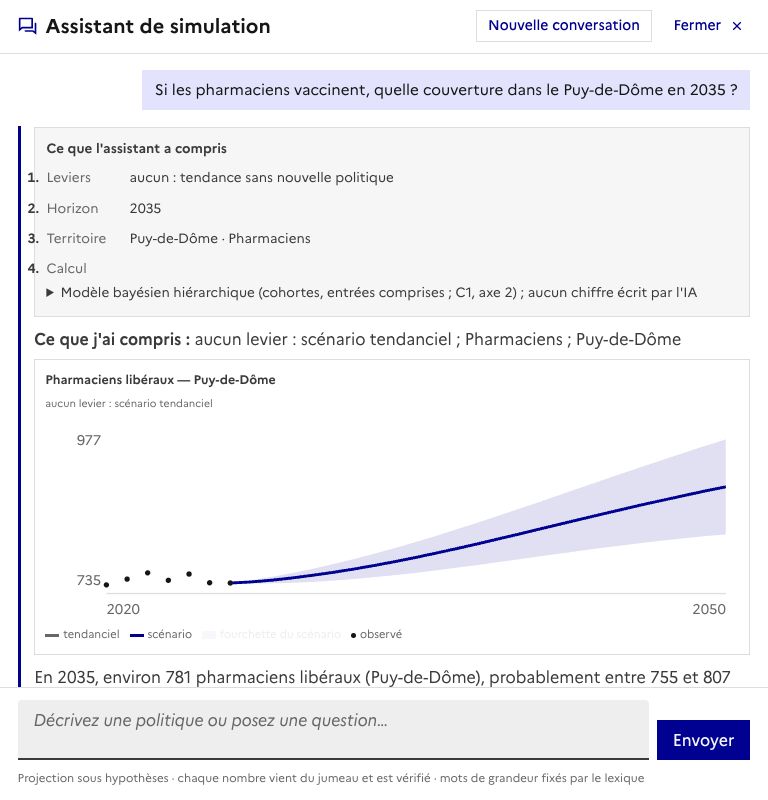 Assistant de simulation
Nouvelle conversation
Fermer ×
Si les pharmaciens vaccinent, quelle couverture dans le Puy-de-Dôme en 2035 ?
Ce que l'assistant a compris
1. Leviers aucun : tendance sans nouvelle politique
2. Horizon 2035
3. Territoire Puy-de-Dôme · Pharmaciens
4. Calcul
▶ Modèle bayésien hiérarchique (cohortes, entrées comprises ; C1, axe 2) ; aucun chiffre écrit par l'IA
Ce que j'ai compris : aucun levier : scénario tendanciel ; Pharmaciens ; Puy-de-Dôme
Pharmaciens libéraux — Puy-de-Dôme
aucun levier : scénario tendanciel
977
735
2020 2050
tendanciel scénario fourchette du scénario observé
En 2035, environ 781 pharmaciens libéraux (Puy-de-Dôme), probablement entre 755 et 807
Décrivez une politique ou posez une question...
Envoyer
Projection sous hypothèses · chaque nombre vient du jumeau et est vérifié · mots de grandeur fixés par le lexique